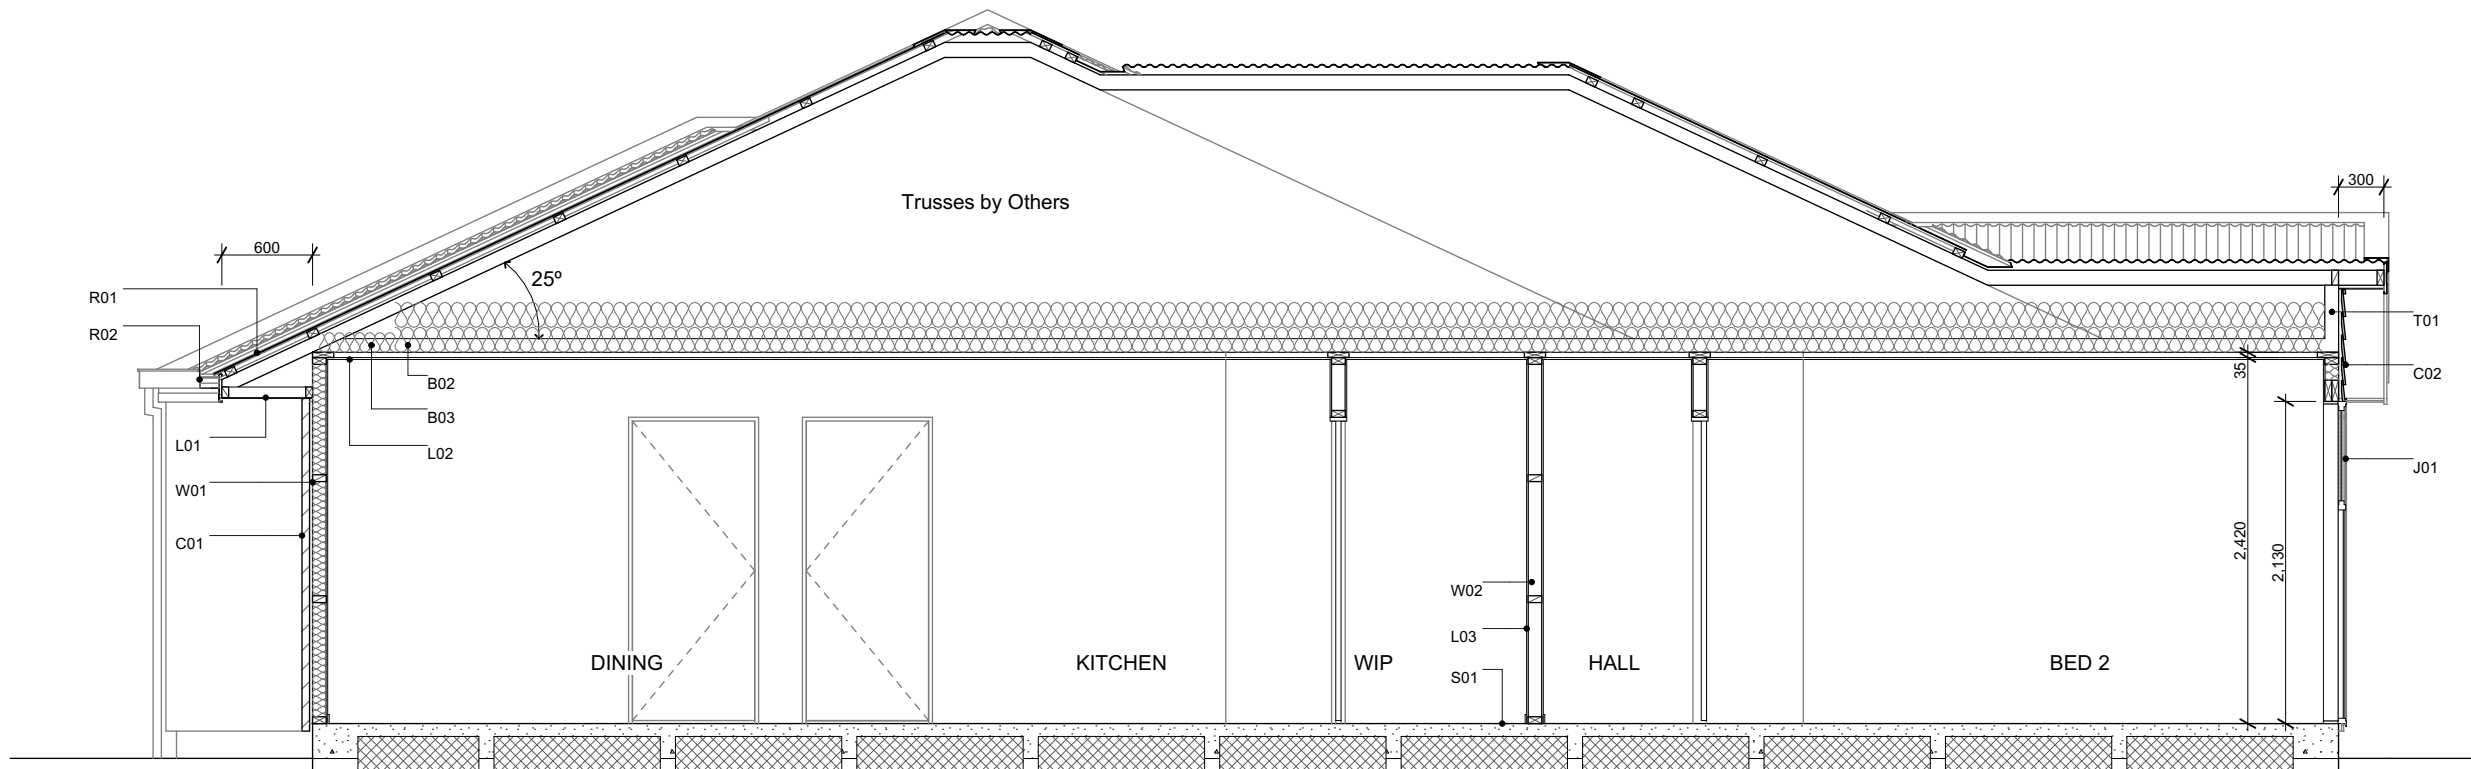 300
Trusses by Others
600
25º
R01
R02
T01
B02
35
C02
B03
L01
L02
J01
W01
2,420
C01
2,130
W02
L03
DINING
KITCHEN
WIP
HALL
BED 2
S01